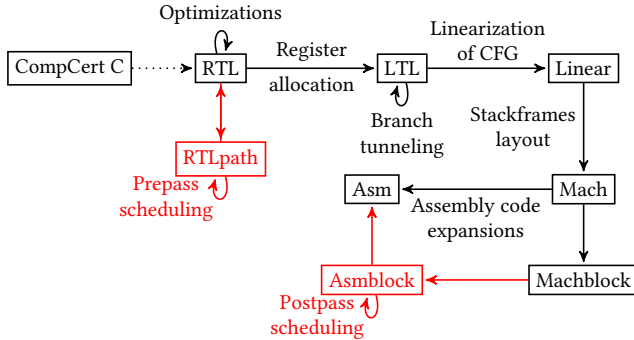 Optimizations
CompCert C
RTL
Register
allocation
LTL
Linearization
of CFG
Linear
Branch
tunneling
Stackframes
layout
RTLpath
Prepass
scheduling
Asm
Assembly code
expansions
Mach
Asmblock
Machblock
Postpass
scheduling